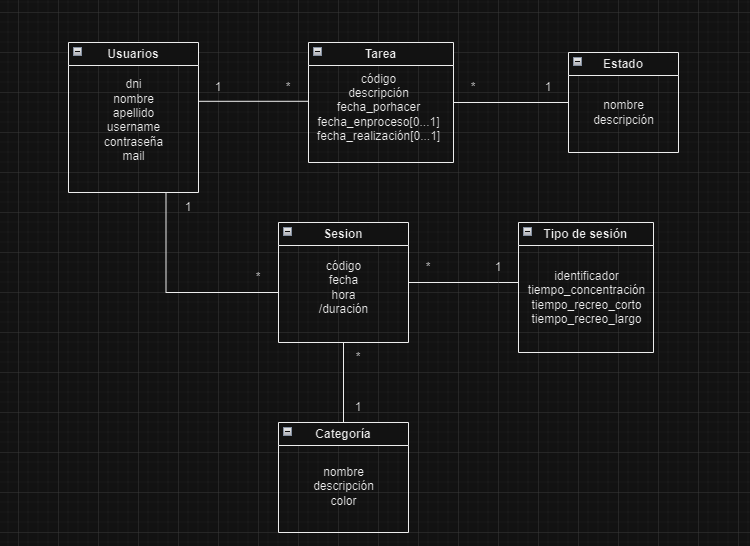 Usuarios
dni
nombre
apellido
username
contraseña
mail
1
*
Tarea
código
descripción
fecha_porhacer
fecha_enproceso[0...1]
fecha_realización[0...1]
*
1
Estado
nombre
descripción
1
*
Sesion
código
fecha
hora
/duración
*
1
Tipo de sesión
identificador
tiempo_concentración
tiempo_recreo_corto
tiempo_recreo_largo
*
1
Categoría
nombre
descripción
color